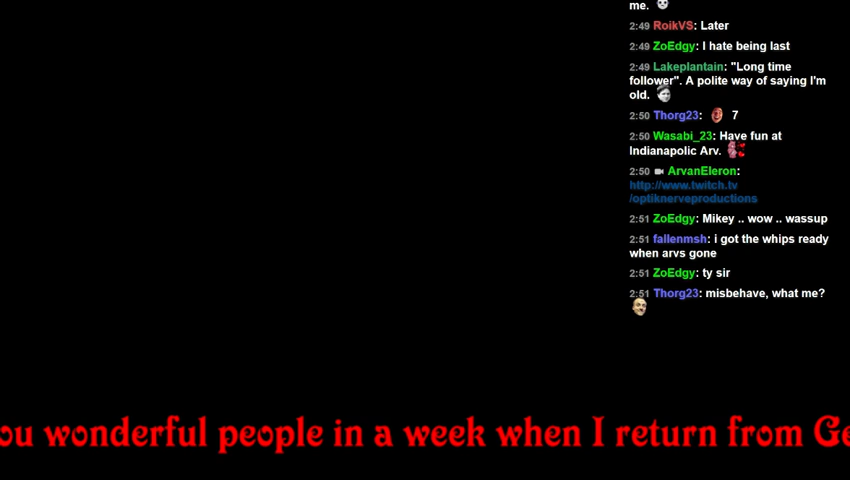 me.
2:49 RoikVS: Later
2:49 ZoEdgy: I hate being last
2:49 Lakeplantain: "Long time
follower". A polite way of saying I'm
old.
2:50 Thorg23: 7
2:50 Wasabi_23: Have fun at
Indianapolic Arv.
2:50 ArvanEleron:
http://www.twitch.tv
/optiknerveproductions
2:51 ZoEdgy: Mikey .. wow .. wassup
2:51 fallenmsh: i got the whips ready
when arvs gone
2:51 ZoEdgy: ty sir
2:51 Thorg23: misbehave, what me?
ou wonderful people in a week when I return from Ge